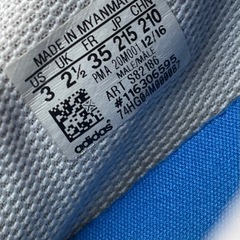 MADE IN MYANMAR
US UK FR JP CHN
3 2½ 35 215 210
PMA 20M001 12/16
MALE/MALE
ART S82186
#116306595
adidas